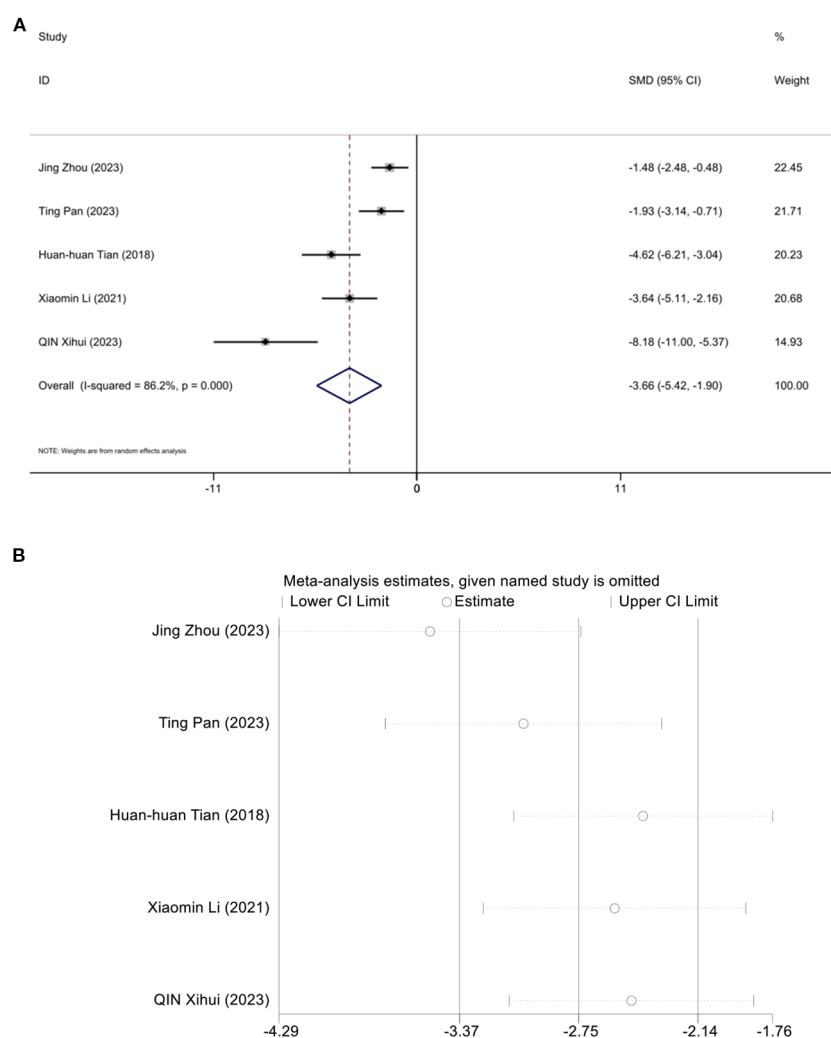 A
Study %
ID SMD (95% CI) Weight
Jing Zhou (2023) -1.48 (-2.48, -0.48) 22.45
Ting Pan (2023) -1.93 (-3.14, -0.71) 21.71
Huan-huan Tian (2018) -4.62 (-6.21, -3.04) 20.23
Xiaomin Li (2021) -3.64 (-5.11, -2.16) 20.68
QIN Xihui (2023) -8.18 (-11.00, -5.37) 14.93
Overall (I-squared = 86.2%, p = 0.000) -3.66 (-5.42, -1.90) 100.00
NOTE: Weights are from random effects analysis
-11 0 11
B
Meta-analysis estimates, given named study is omitted
Lower CI Limit Estimate Upper CI Limit
Jing Zhou (2023)
Ting Pan (2023)
Huan-huan Tian (2018)
Xiaomin Li (2021)
QIN Xihui (2023)
-4.29 -3.37 -2.75 -2.14 -1.76